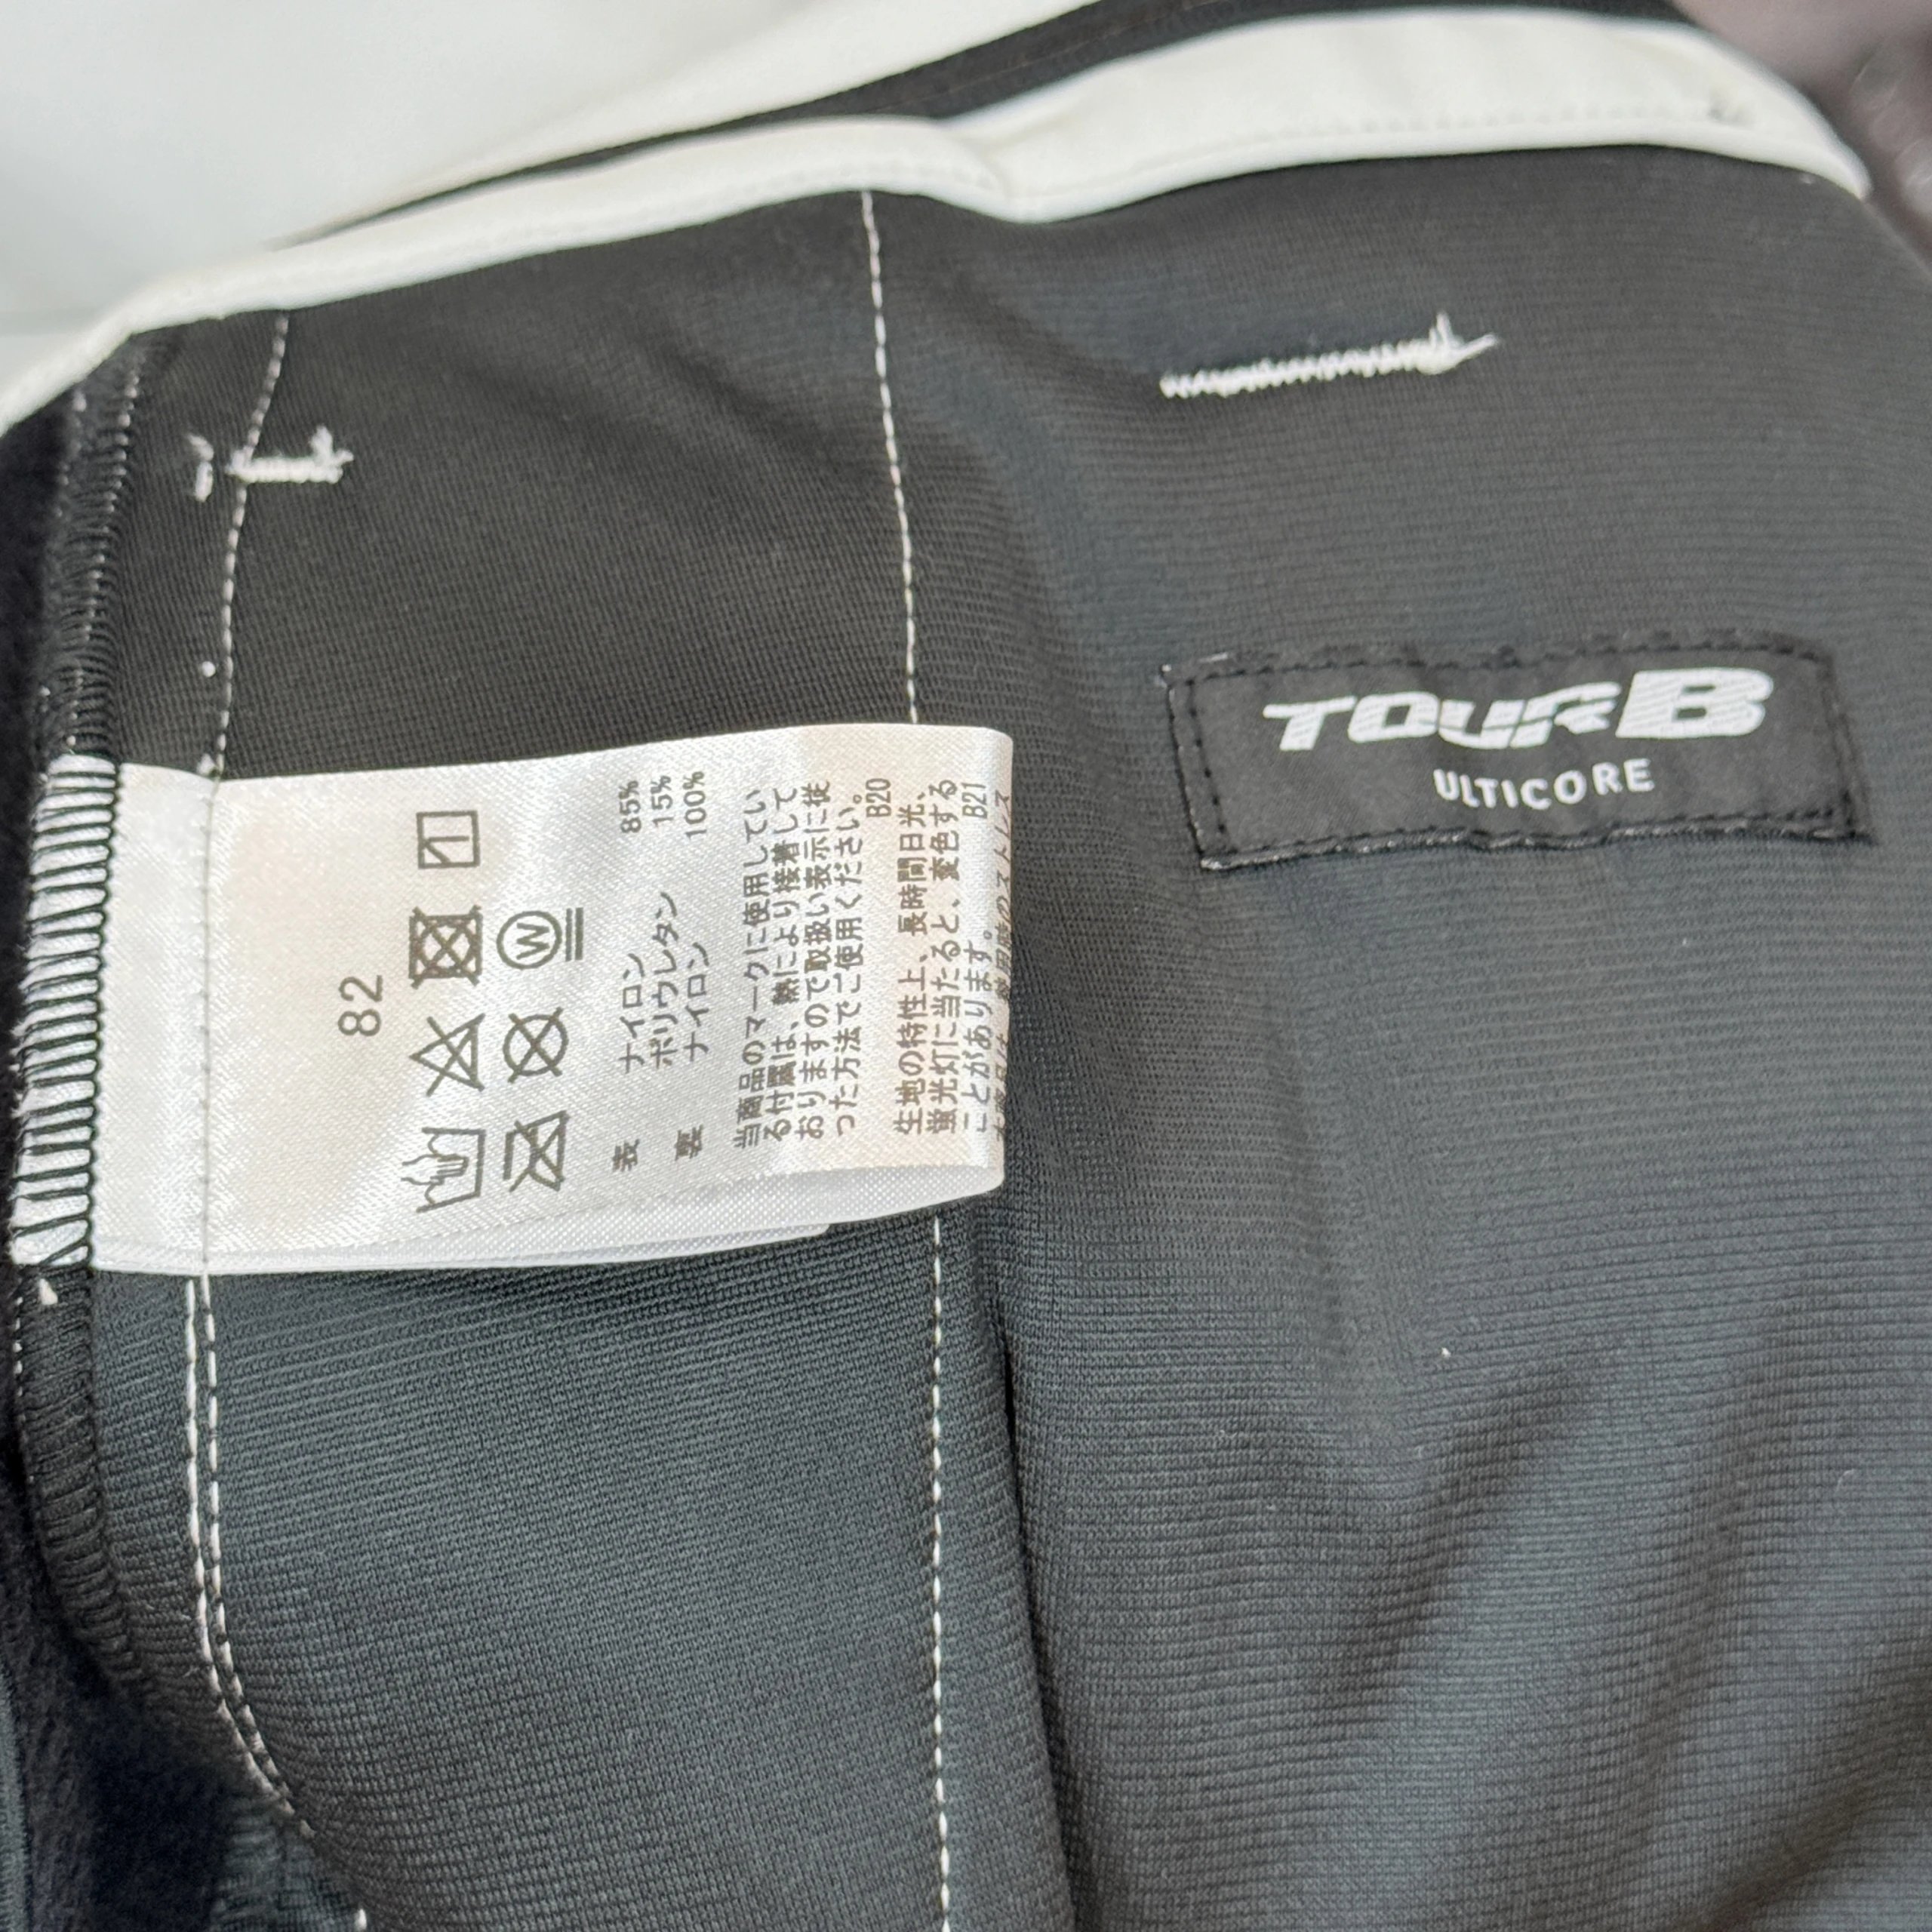 82
W
表 ナイロン 85%
ポリウレタン 15%
裏 ナイロン 100%
当商品のマークに使用してい
る付属は、熱により接着して
おりますので取扱い表示に従
った方法でご使用ください。
B20
生地の特性上、長時間日光、
蛍光灯に当たると、変色する
ことがあります。 B21
TOUR B
ULTICORE